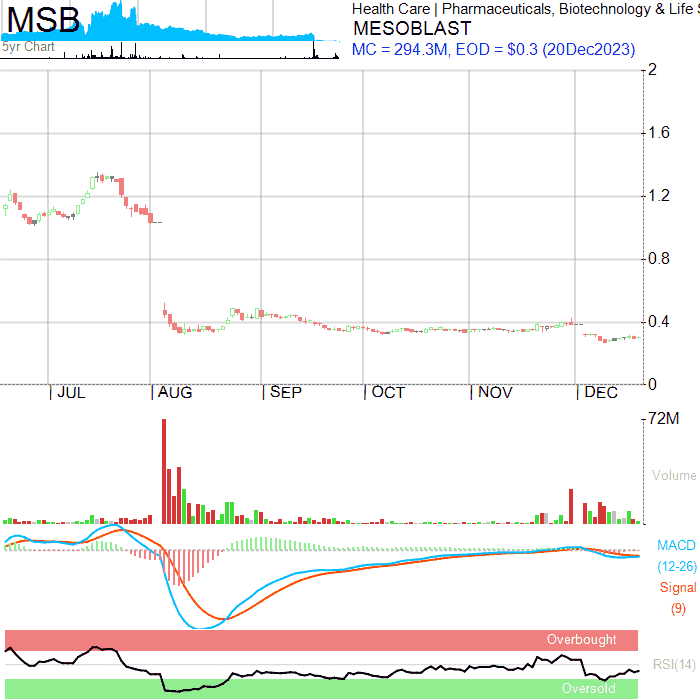 MSB
5yr Chart
Health Care | Pharmaceuticals, Biotechnology & Life S
MESOBLAST
MC = 294.3M, EOD = $0.3 (20Dec2023)
2
1.6
1.2
0.8
0.4
0
JUL AUG SEP OCT NOV DEC
72M
Volume
MACD
(12-26)
Signal
(9)
Overbought
RSI(14)
Oversold